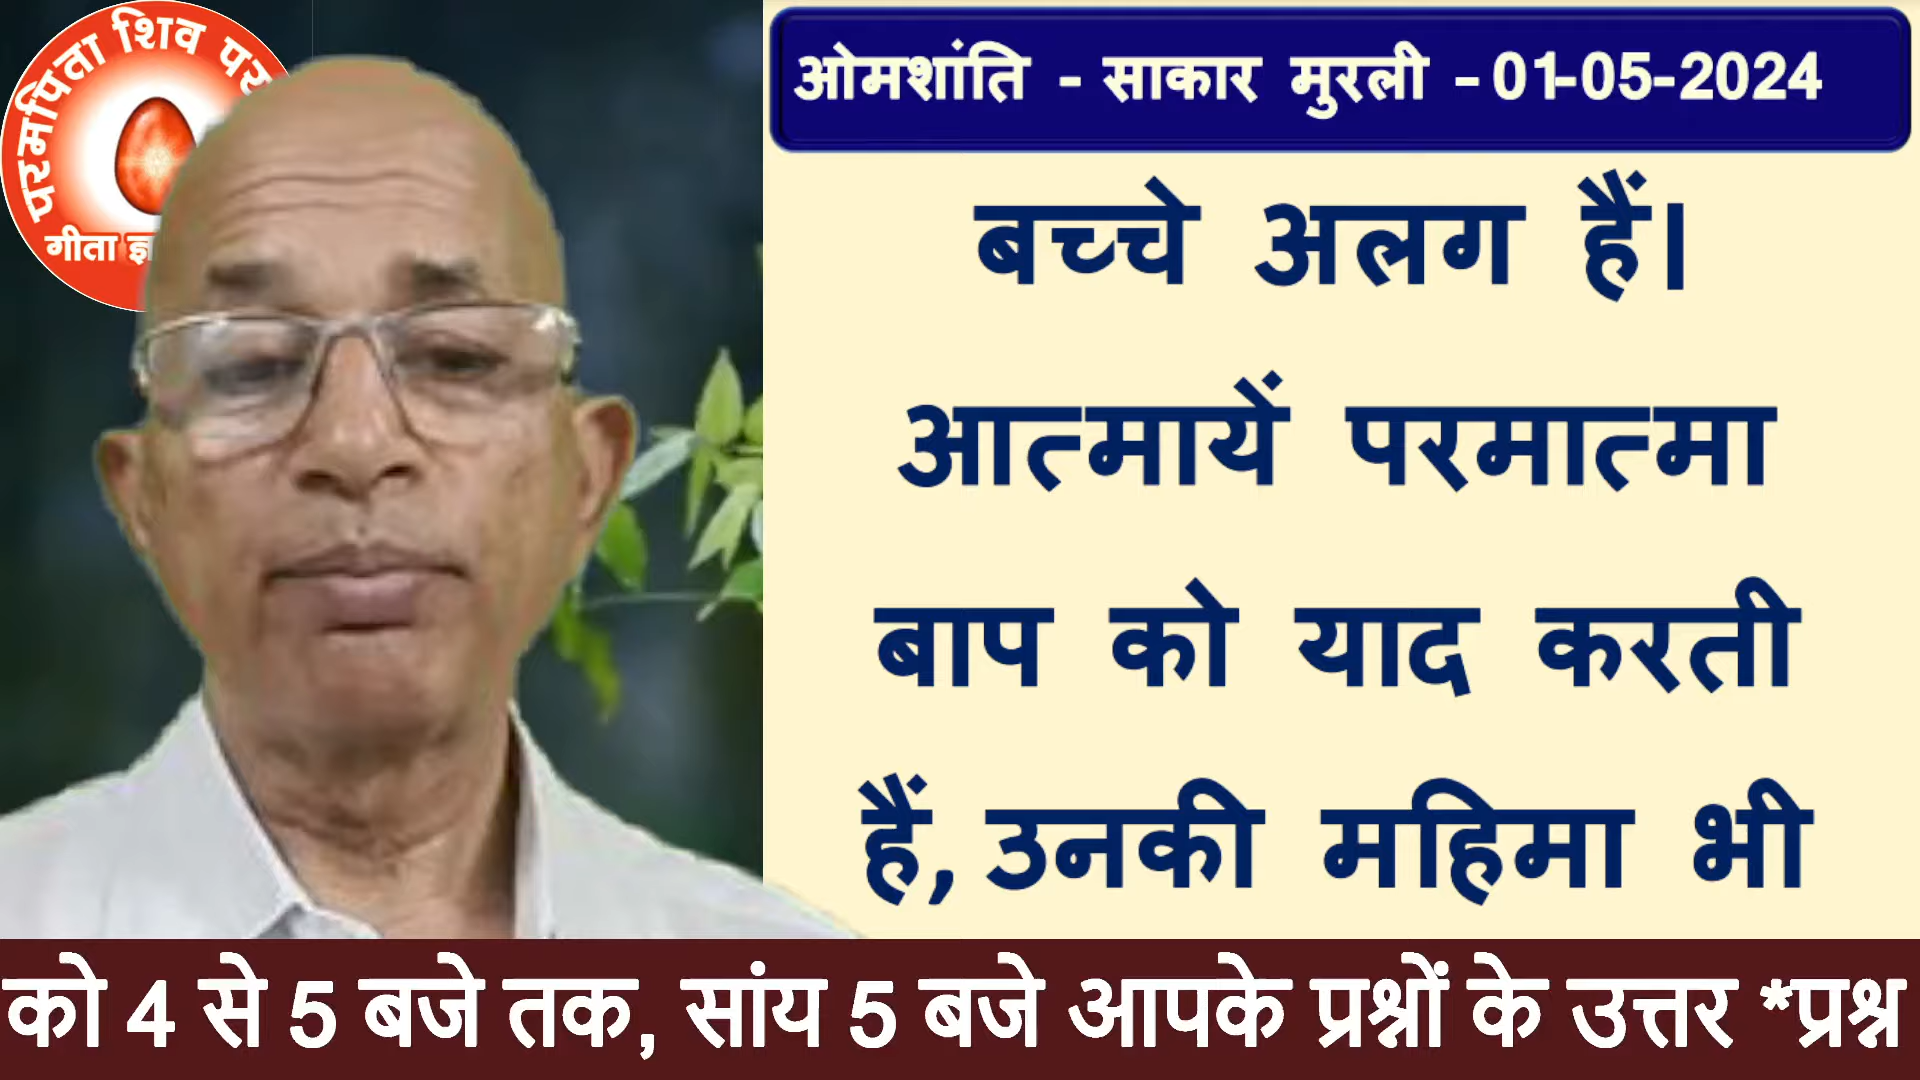 परमपिता शिव
गीता
ओमशांति - साकार मुरली - 01-05-2024
बच्चे अलग हैं।
आत्मायें परमात्मा
बाप को याद करती
हैं, उनकी महिमा भी
को 4 से 5 बजे तक, सांय 5 बजे आपके प्रश्नों के उत्तर *प्रश्न